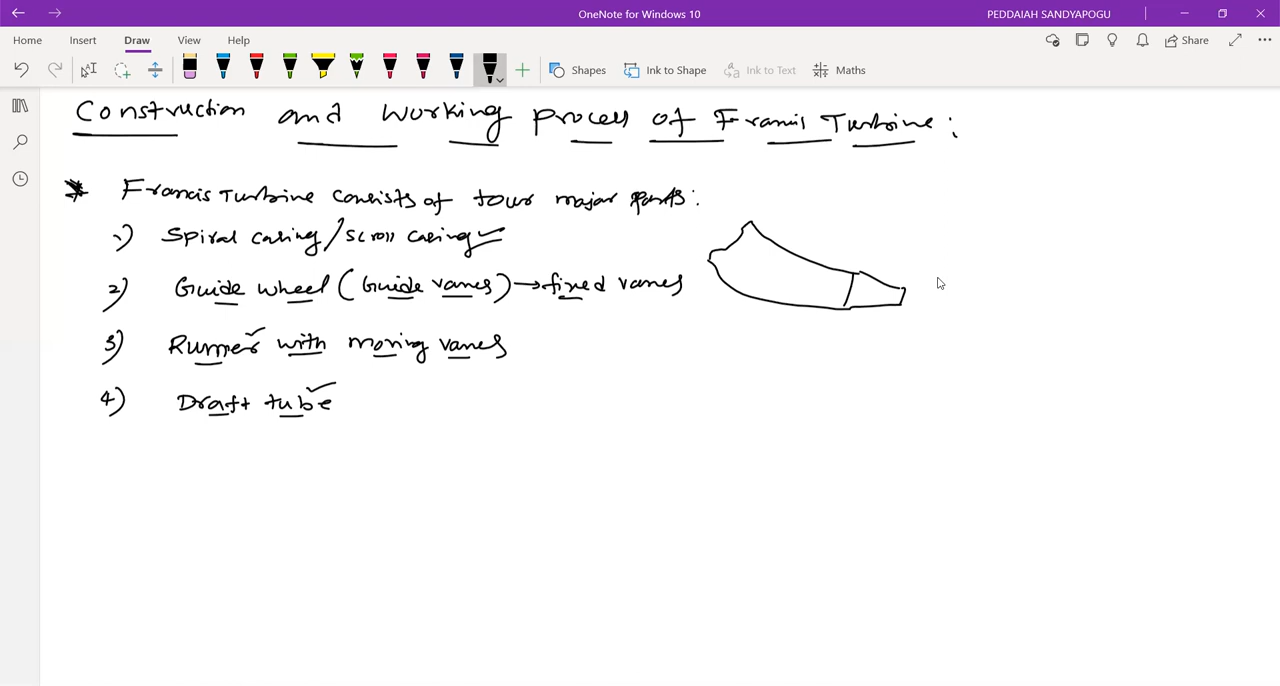 OneNote for Windows 10
PEDDAIAH SANDYAPOGU
Home Insert Draw View Help
Share
Shapes Ink to Shape Ink to Text Maths
Construction and Working process of Francis Turbine:
* Francis Turbine consists of four major parts:
1) Spiral casing/scroll casing
2) Guide wheel (Guide vanes) → fixed vanes
3) Runner with moving vanes
4) Draft tube